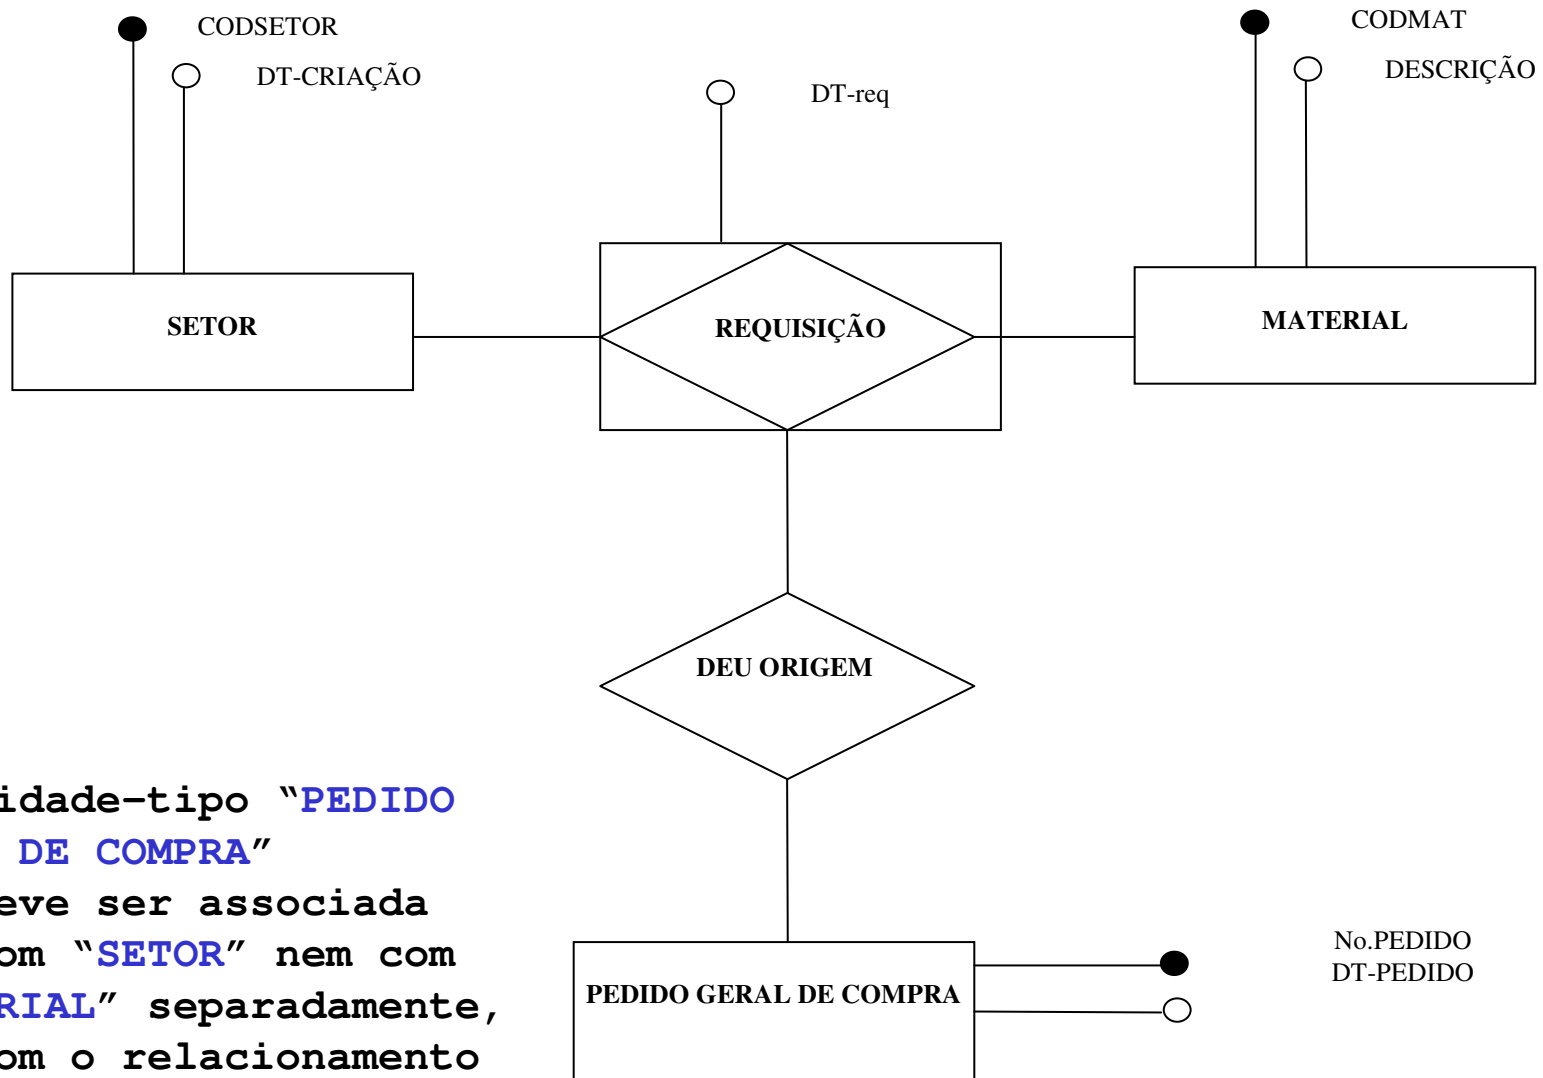 CODSETOR
DT-CRIAÇÃO
DT-req
CODMAT
DESCRIÇÃO
SETOR
REQUISIÇÃO
MATERIAL
DEU ORIGEM
idade-tipo “PEDIDO
DE COMPRA”
eve ser associada
om “SETOR” nem com
RIAL” separadamente,
om o relacionamento
PEDIDO GERAL DE COMPRA
No.PEDIDO
DT-PEDIDO